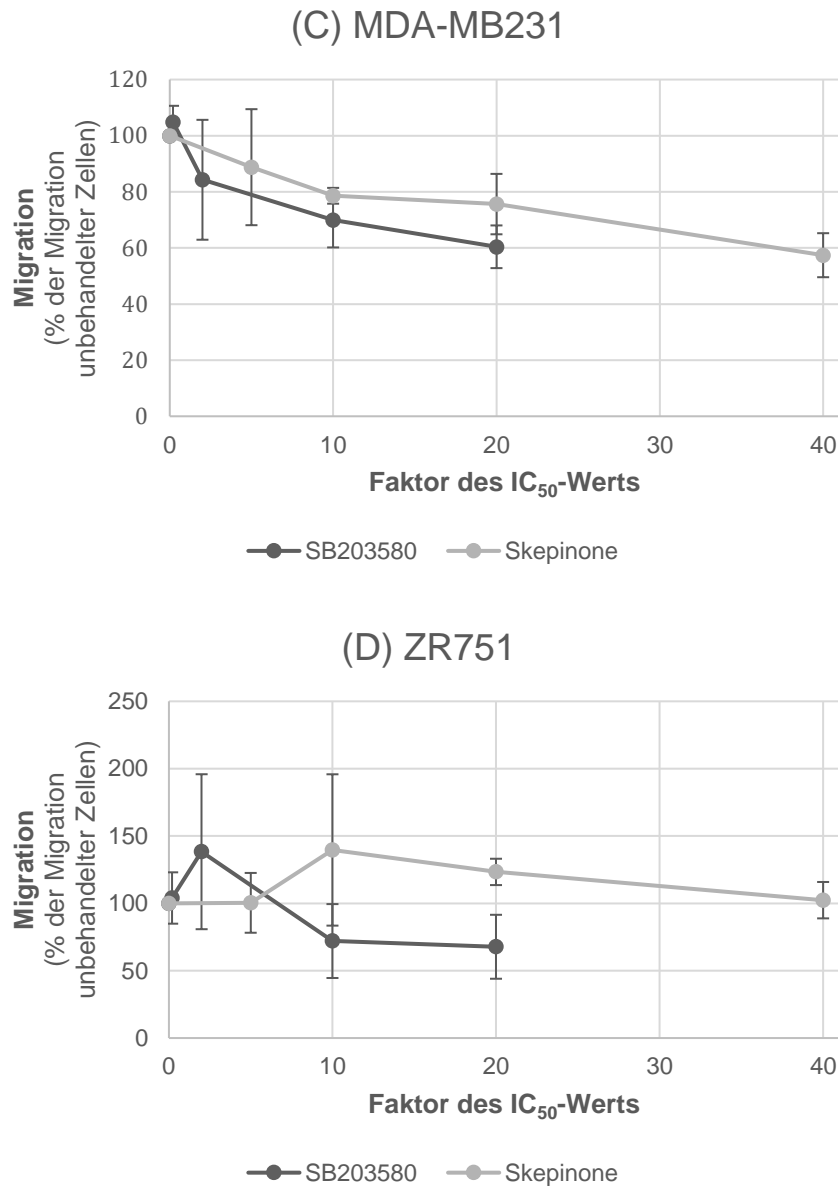 (C) MDA-MB231
120
100
80
60
40
20
0
Migration
(% der Migration
unbehandelter Zellen)
0 10 20 30 40
Faktor des IC₅₀-Werts
SB203580 Skepinone
(D) ZR751
250
200
150
100
50
0
Migration
(% der Migration
unbehandelter Zellen)
0 10 20 30 40
Faktor des IC₅₀-Werts
SB203580 Skepinone